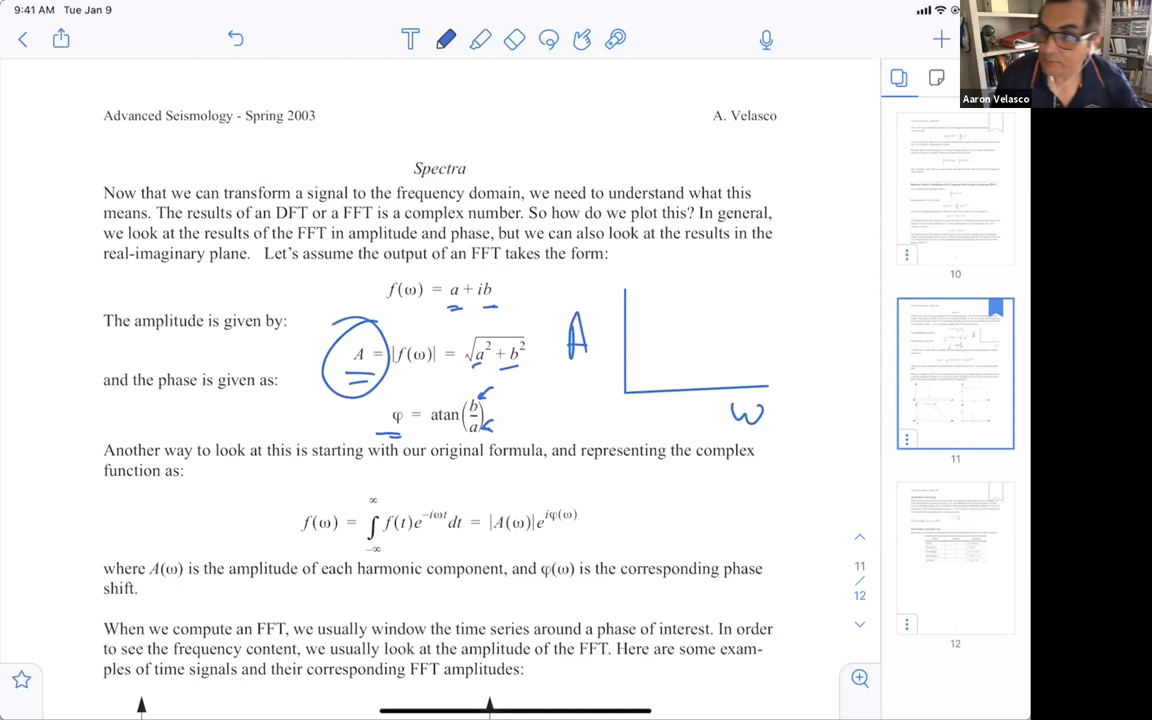 9:41 AM Tue Jan 9
Aaron Velasco
Advanced Seismology - Spring 2003
A. Velasco
Spectra
Now that we can transform a signal to the frequency domain, we need to understand what this
means. The results of an DFT or a FFT is a complex number. So how do we plot this? In general,
we look at the results of the FFT in amplitude and phase, but we can also look at the results in the
real-imaginary plane. Let's assume the output of an FFT takes the form:
f(ω) = a + ib
The amplitude is given by:
A = |f(ω)| = √a² + b²
A
and the phase is given as:
ω
φ = atan(b/a)
Another way to look at this is starting with our original formula, and representing the complex
function as:
f(ω) = ∫_{-∞}^{∞} f(t)e^{-iωt}dt = |A(ω)|e^{iφ(ω)}
where A(ω) is the amplitude of each harmonic component, and φ(ω) is the corresponding phase
shift.
When we compute an FFT, we usually window the time series around a phase of interest. In order
to see the frequency content, we usually look at the amplitude of the FFT. Here are some exam-
ples of time signals and their corresponding FFT amplitudes:
10
11
12
11
/
12
T